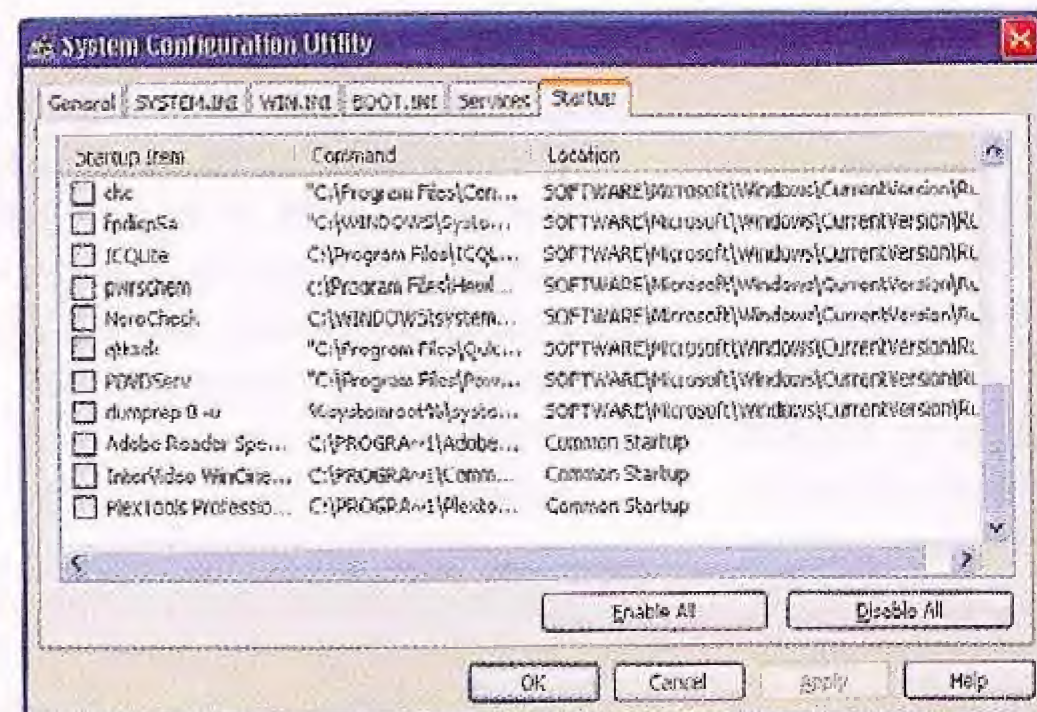 System Configuration Utility
General SYSTEM.INI WIN.INI BOOT.INI Services Startup
Startup Item Command Location
"C:\Program Files\Con... SOFTWARE\Microsoft\Windows\CurrentVersion\Ru
"C:\WINDOWS\Syste... SOFTWARE\Microsoft\Windows\CurrentVersion\Ru
ICQLite C:\Program Files\ICQL... SOFTWARE\Microsoft\Windows\CurrentVersion\Ru
pwrschem c:\Program Files\Hewl... SOFTWARE\Microsoft\Windows\CurrentVersion\Ru
NeroCheck C:\WINDOWS\system... SOFTWARE\Microsoft\Windows\CurrentVersion\Ru
qttask "C:\Program Files\Quic... SOFTWARE\Microsoft\Windows\CurrentVersion\Ru
PDVDServ "C:\Program Files\Pow... SOFTWARE\Microsoft\Windows\CurrentVersion\Ru
dumprep 0 -u %systemroot%\syste... SOFTWARE\Microsoft\Windows\CurrentVersion\Ru
Adobe Reader Spe... C:\PROGRA~1\Adobe... Common Startup
InterVideo WinCine... C:\PROGRA~1\Comm... Common Startup
PlexTools Professio... C:\PROGRA~1\Plexto... Common Startup
Enable All Disable All
OK Cancel Apply Help